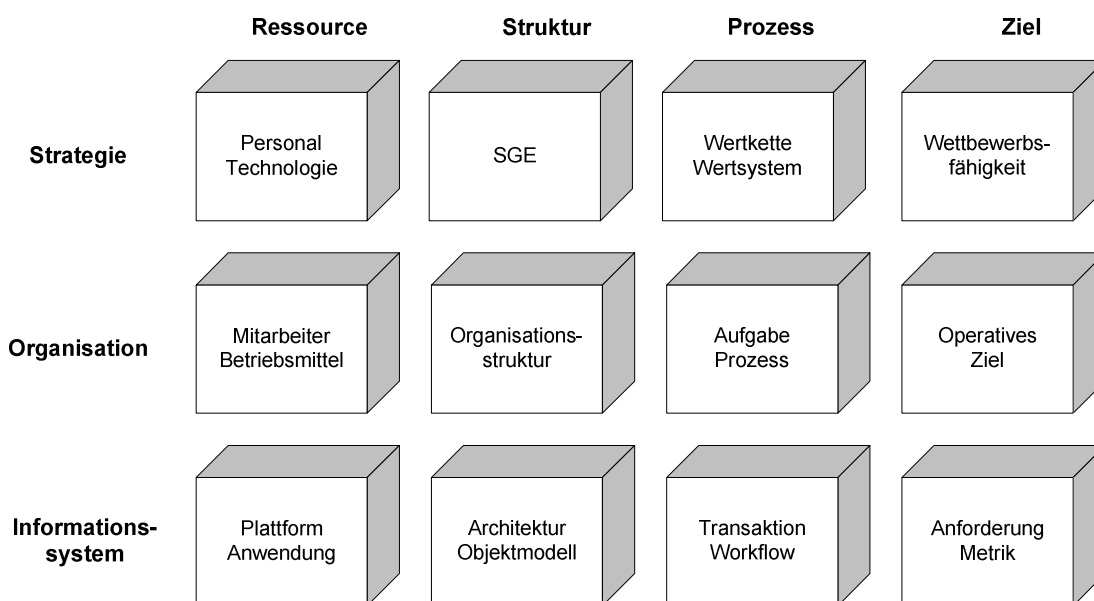 Ressource Struktur Prozess Ziel
Strategie
Personal
Technologie
SGE
Wertkette
Wertsystem
Wettbewerbs-
fähigkeit
Organisation
Mitarbeiter
Betriebsmittel
Organisations-
struktur
Aufgabe
Prozess
Operatives
Ziel
Informations-
system
Plattform
Anwendung
Architektur
Objektmodell
Transaktion
Workflow
Anforderung
Metrik